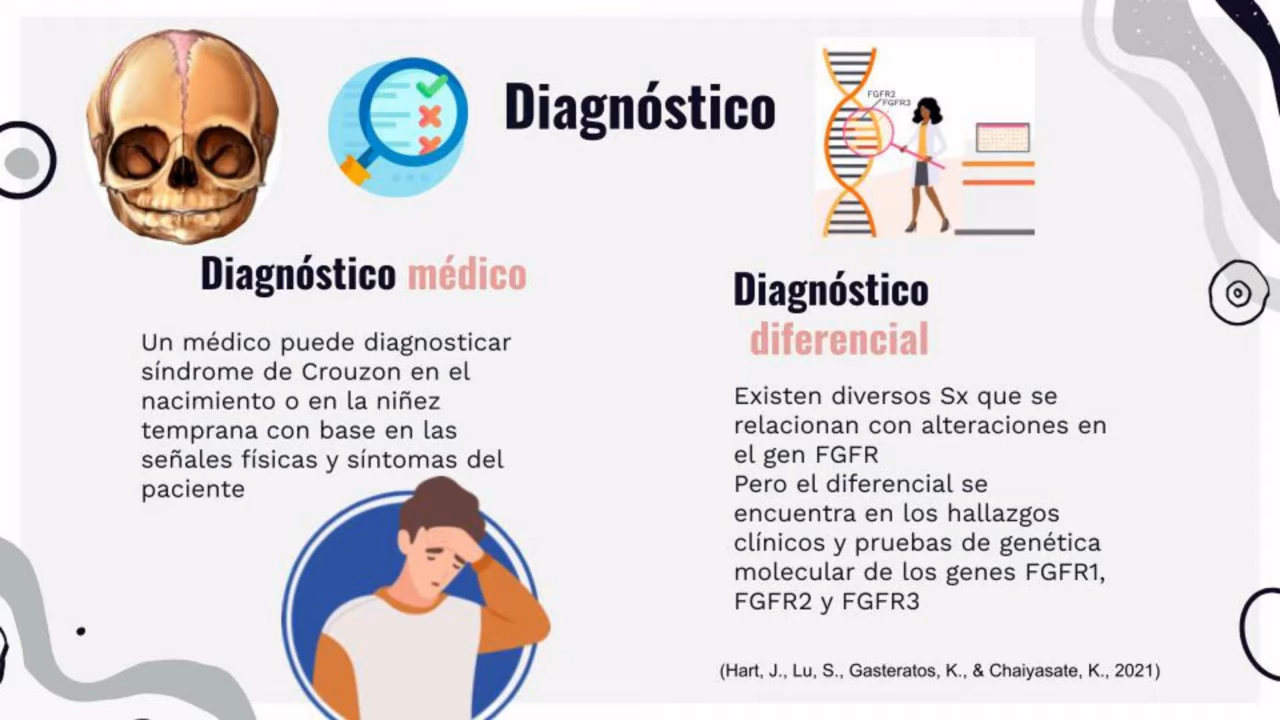 Diagnóstico
FGFR2
FGFR3
Diagnóstico médico
Un médico puede diagnosticar
síndrome de Crouzon en el
nacimiento o en la niñez
temprana con base en las
señales físicas y síntomas del
paciente
Diagnóstico
diferencial
Existen diversos Sx que se
relacionan con alteraciones en
el gen FGFR
Pero el diferencial se
encuentra en los hallazgos
clínicos y pruebas de genética
molecular de los genes FGFR1,
FGFR2 y FGFR3
(Hart, J., Lu, S., Gasteratos, K., & Chaiyasate, K., 2021)